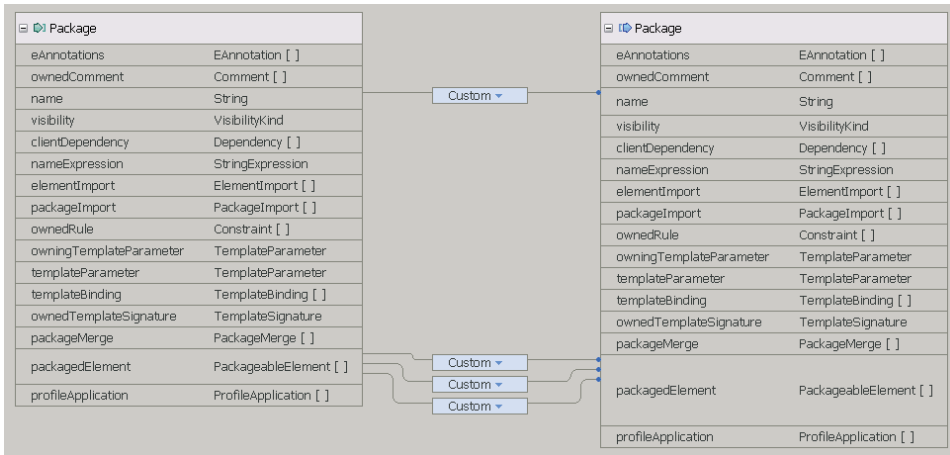 Package
eAnnotations EAnnotation [ ]
ownedComment Comment [ ]
name String
visibility VisibilityKind
clientDependency Dependency [ ]
nameExpression StringExpression
elementImport ElementImport [ ]
packageImport PackageImport [ ]
ownedRule Constraint [ ]
owningTemplateParameter TemplateParameter
templateParameter TemplateParameter
templateBinding TemplateBinding [ ]
ownedTemplateSignature TemplateSignature
packageMerge PackageMerge [ ]
packagedElement PackageableElement [ ]
profileApplication ProfileApplication [ ]
Custom
Custom
Custom
Custom
Package
eAnnotations EAnnotation [ ]
ownedComment Comment [ ]
name String
visibility VisibilityKind
clientDependency Dependency [ ]
nameExpression StringExpression
elementImport ElementImport [ ]
packageImport PackageImport [ ]
ownedRule Constraint [ ]
owningTemplateParameter TemplateParameter
templateParameter TemplateParameter
templateBinding TemplateBinding [ ]
ownedTemplateSignature TemplateSignature
packageMerge PackageMerge [ ]
packagedElement PackageableElement [ ]
profileApplication ProfileApplication [ ]